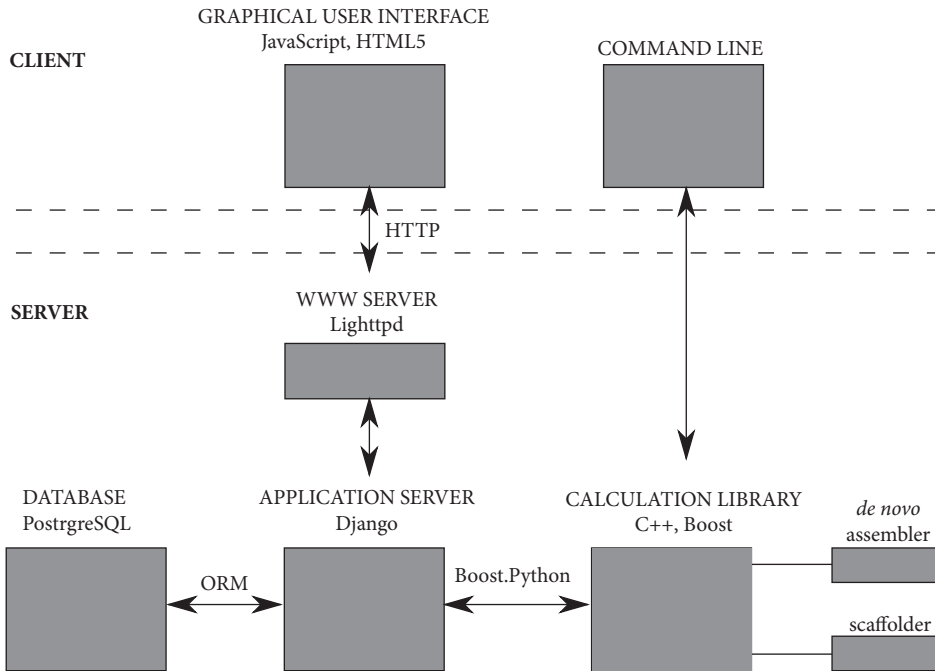 GRAPHICAL USER INTERFACE
JavaScript, HTML5
CLIENT
COMMAND LINE
HTTP
SERVER
WWW SERVER
Lighttpd
DATABASE
PostrgreSQL
APPLICATION SERVER
Django
CALCULATION LIBRARY
C++, Boost
de novo
assembler
ORM
Boost.Python
scaffolder